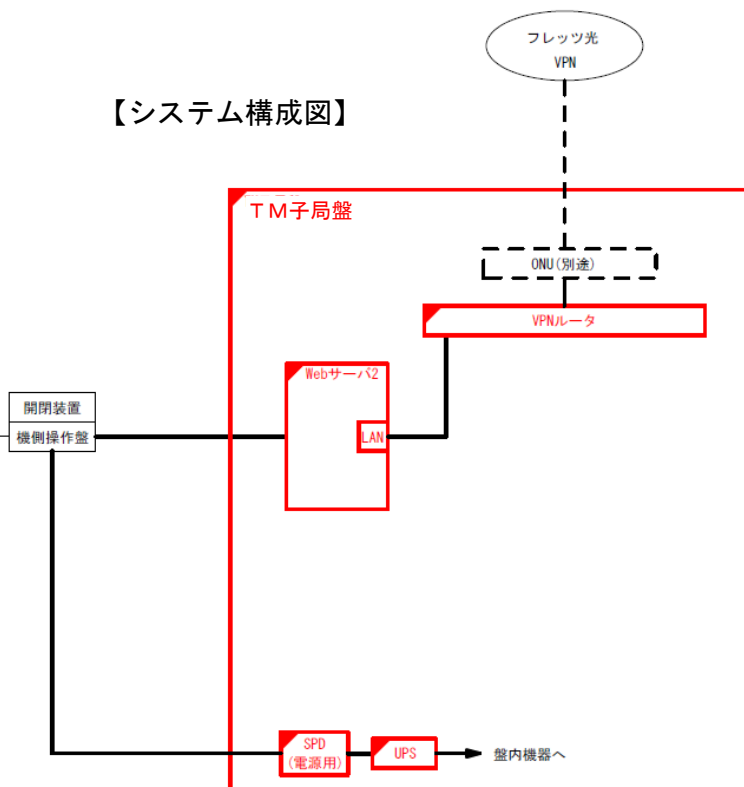 フレッツ光
VPN
【システム構成図】
TM子局盤
ONU(別途)
VPNルータ
Webサーバ2
開閉装置
機側操作盤
LAN
SPD
(電源用)
UPS
盤内機器へ